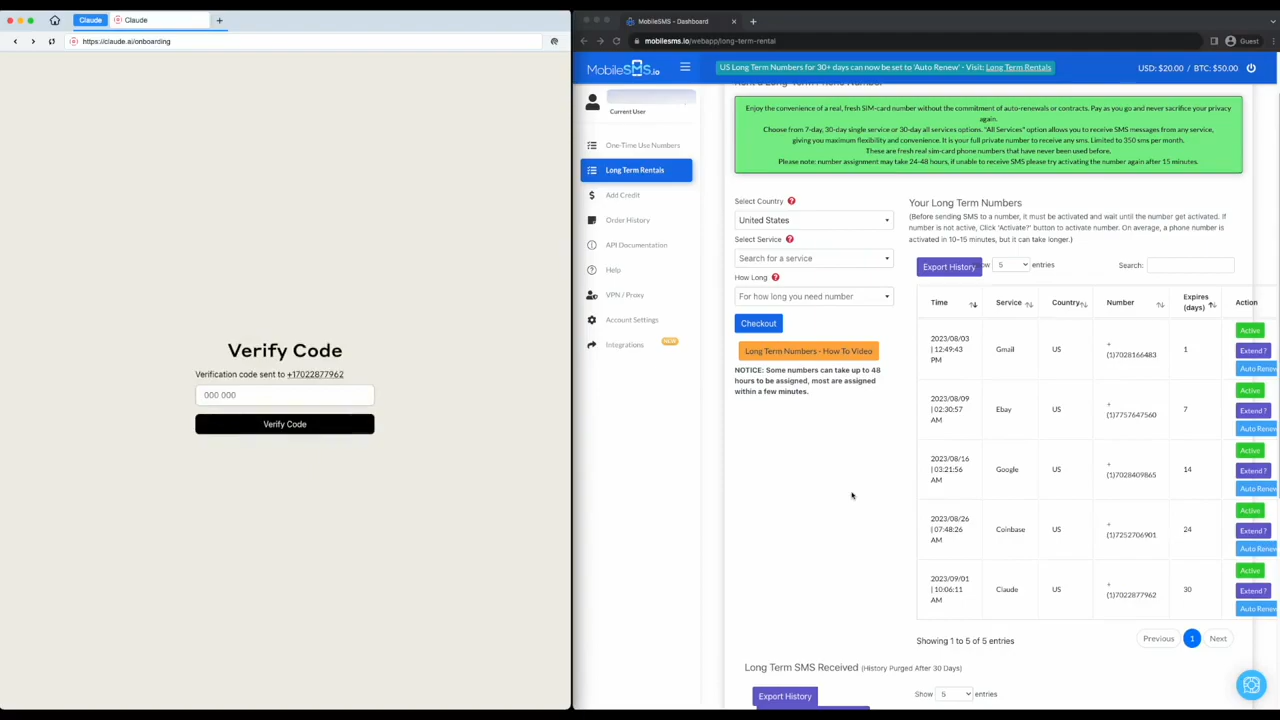 Claude
Claude
https://claude.ai/onboarding
Verify Code
Verification code sent to +17022877962
000 000
Verify Code
MobileSMS - Dashboard
mobilesms.io/webapp/long-term-rental
Guest
MOBILESMS.io
US Long Term Numbers for 30+ days can now be set to 'Auto Renew' - Visit: Long Term Rentals
USD: $20.00 / BTC: $50.00
Current User
One-Time Use Numbers
Long Term Rentals
Add Credit
Order History
API Documentation
Help
VPN / Proxy
Account Settings
Integrations
NEW
Enjoy the convenience of a real, fresh SIM-card number without the commitment of auto-renewals or contracts. Pay as you go and never sacrifice your privacy
again.
Choose from 7-day, 30-day single service or 30-day all services options. "All Services" option allows you to receive SMS messages from any service,
giving you maximum flexibility and convenience. It is your full private number to receive any sms. Limited to 350 sms per month.
These are fresh real sim-card phone numbers that have never been used before.
Please note: number assignment may take 24-48 hours, if unable to receive SMS please try activating the number again after 15 minutes.
Select Country
United States
Select Service
Search for a service
How Long
For how long you need number
Checkout
Long Term Numbers - How To Video
NOTICE: Some numbers can take up to 48
hours to be assigned, most are assigned
within a few minutes.
Your Long Term Numbers
(Before sending SMS to a number, it must be activated and wait until the number get activated. If
number is not active, Click 'Activate?' button to activate number. On average, a phone number is
activated in 10-15 minutes, but it can take longer.)
Export History
ow 5 entries
Search:
Time Service Country Number Expires (days) Action
2023/08/03 | 12:49:43 PM Gmail US +(1)7028166483 1 Active Extend ? Auto Renew
2023/08/09 | 02:30:57 AM Ebay US +(1)7757647560 7 Active Extend ? Auto Renew
2023/08/16 | 03:21:56 AM Google US +(1)7028409865 14 Active Extend ? Auto Renew
2023/08/26 | 07:48:26 AM Coinbase US +(1)7252706901 24 Active Extend ? Auto Renew
2023/09/01 | 10:06:11 AM Claude US +(1)7022877962 30 Active Extend ? Auto Renew
Showing 1 to 5 of 5 entries
Previous 1 Next
Long Term SMS Received (History Purged After 30 Days)
Export History
Show 5 entries